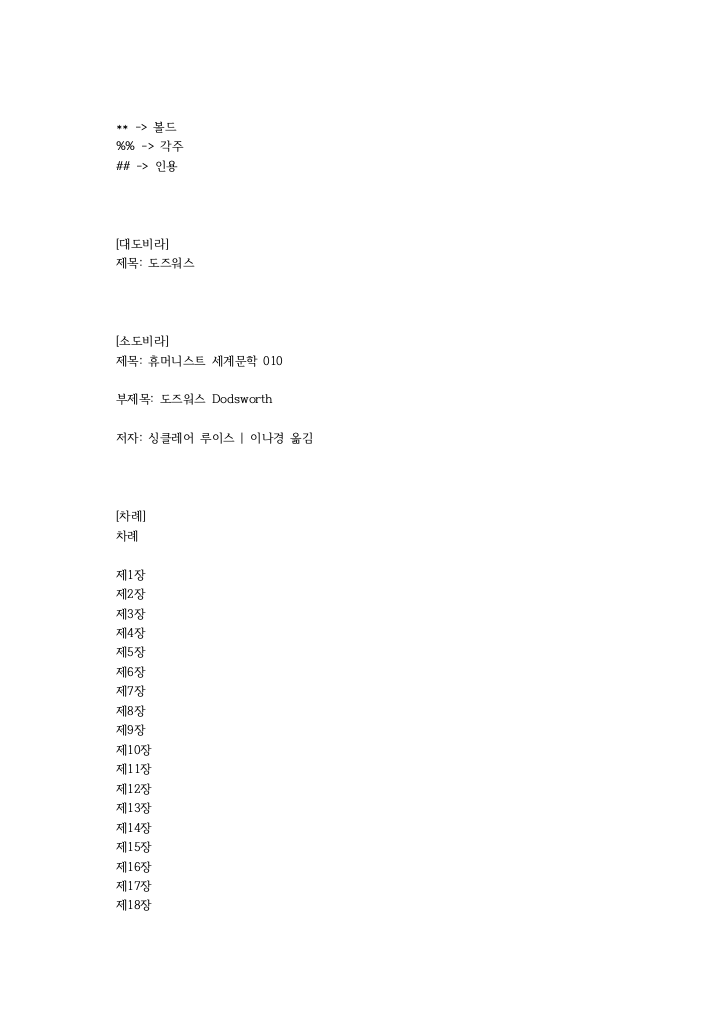 ** -> 볼드
%% -> 각주
## -> 인용
[대도비라]
제목: 도즈워스
[소도비라]
제목: 휴머니스트 세계문학 010
부제목: 도즈워스 Dodsworth
저자: 싱클레어 루이스 | 이나경 옮김
[차례]
차례
제1장
제2장
제3장
제4장
제5장
제6장
제7장
제8장
제9장
제10장
제11장
제12장
제13장
제14장
제15장
제16장
제17장
제18장